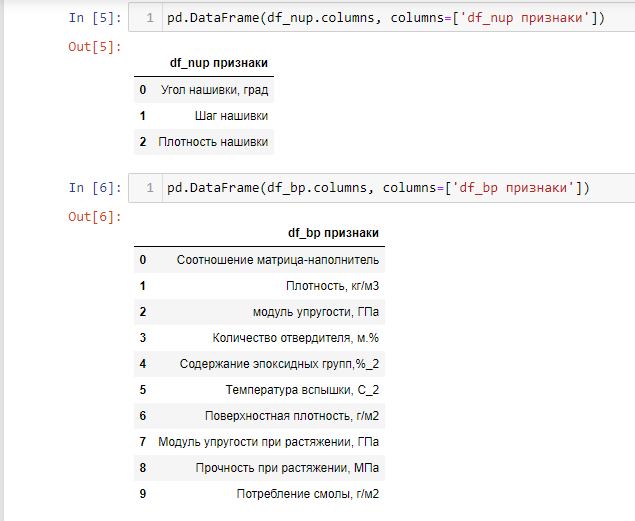 In [5]: 1 pd.DataFrame(df_nup.columns, columns=['df_nup признаки'])
Out[5]:
df_nup признаки
0 Угол нашивки, град
1 Шаг нашивки
2 Плотность нашивки
In [6]: 1 pd.DataFrame(df_bp.columns, columns=['df_bp признаки'])
Out[6]:
df_bp признаки
0 Соотношение матрица-наполнитель
1 Плотность, кг/м3
2 модуль упругости, ГПа
3 Количество отвердителя, м.%
4 Содержание эпоксидных групп,%_2
5 Температура вспышки, С_2
6 Поверхностная плотность, г/м2
7 Модуль упругости при растяжении, ГПа
8 Прочность при растяжении, МПа
9 Потребление смолы, г/м2